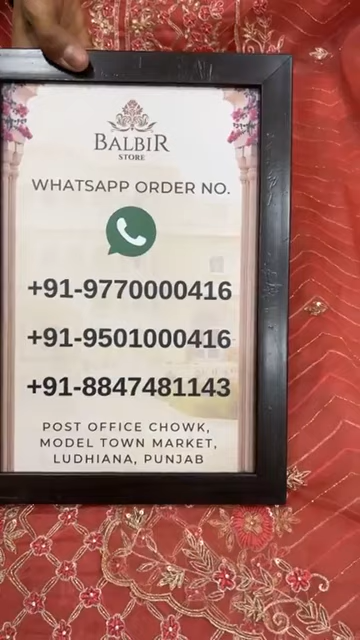 BALBIR
STORE
WHATSAPP ORDER NO.
+91-9770000416
+91-9501000416
+91-8847481143
POST OFFICE CHOWK,
MODEL TOWN MARKET,
LUDHIANA, PUNJAB